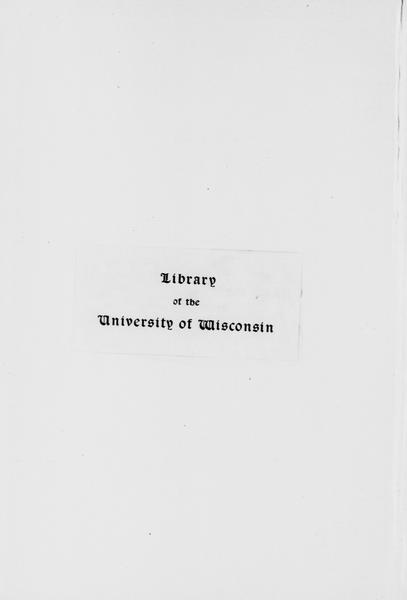 Library
of the
University of Wisconsin